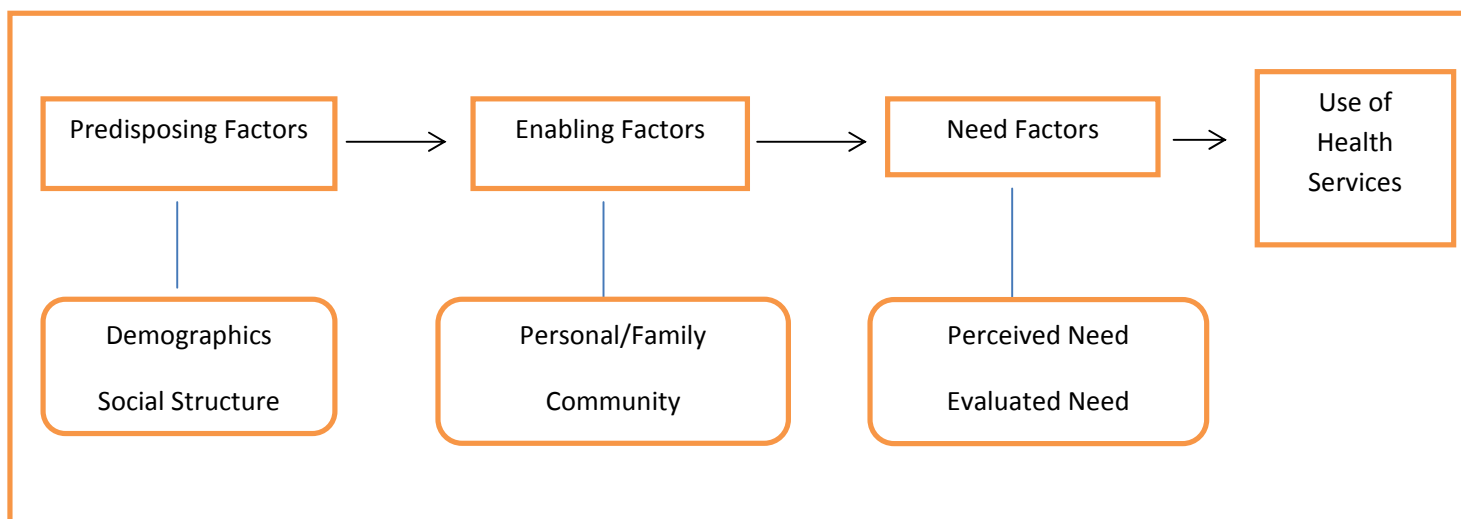 Predisposing Factors
Enabling Factors
Need Factors
Use of
Health
Services
Demographics
Social Structure
Personal/Family
Community
Perceived Need
Evaluated Need